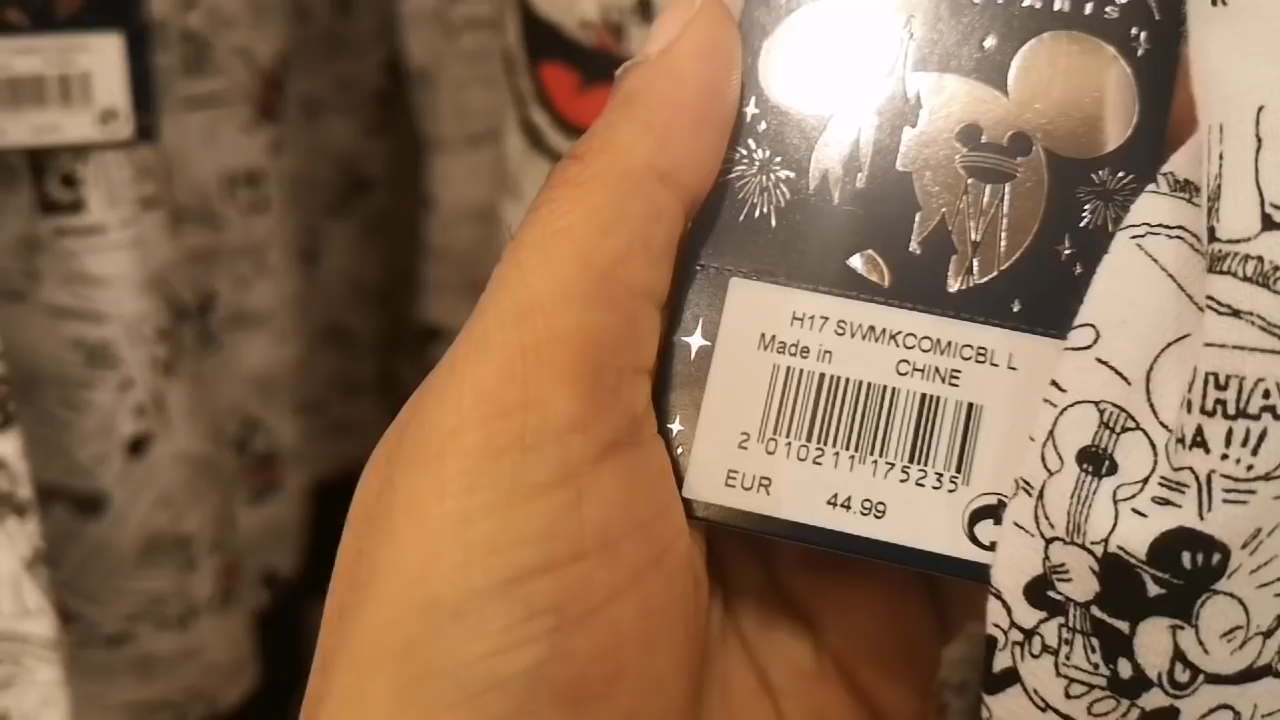 H17 SWMKCOMICBL L
Made in CHINE
2 010211 175235
EUR 44.99
HA
HA !!!